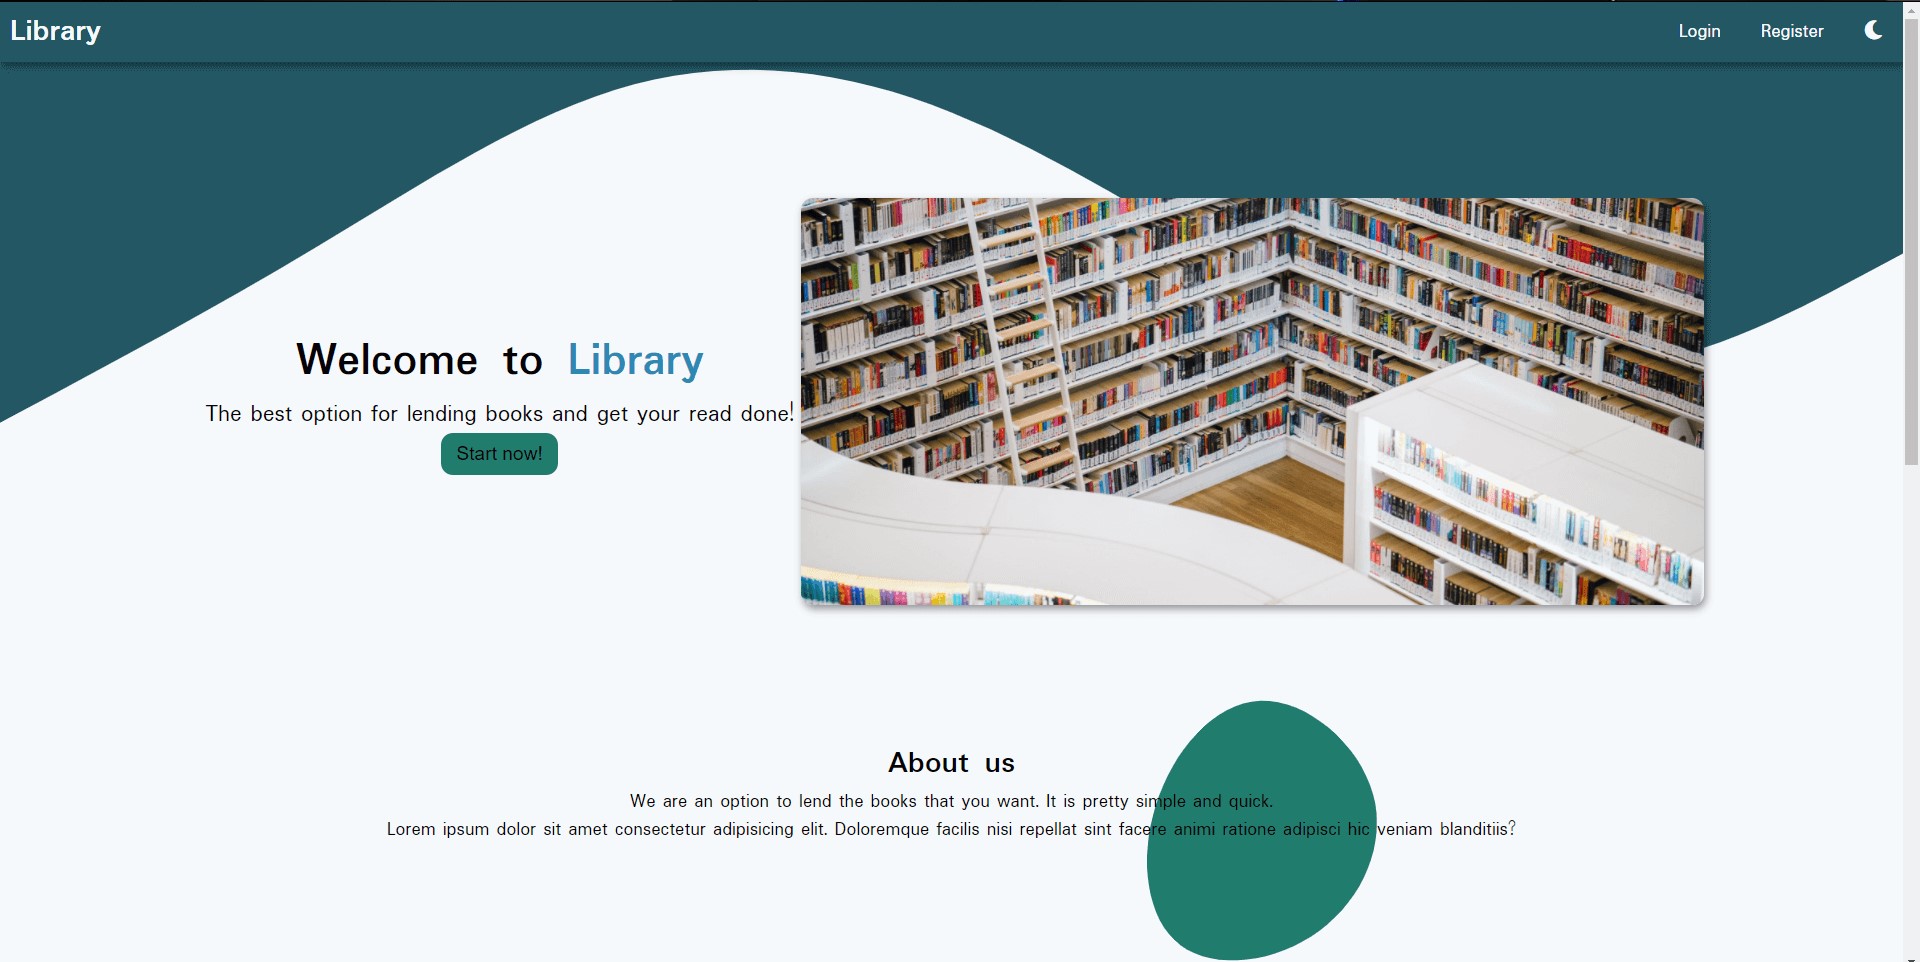 Library
Login
Register
Welcome to Library
The best option for lending books and get your read done!
Start now!
About us
We are an option to lend the books that you want. It is pretty simple and quick.
Lorem ipsum dolor sit amet consectetur adipisicing elit. Doloremque facilis nisi repellat sint facere animi ratione adipisci hic veniam blanditiis?